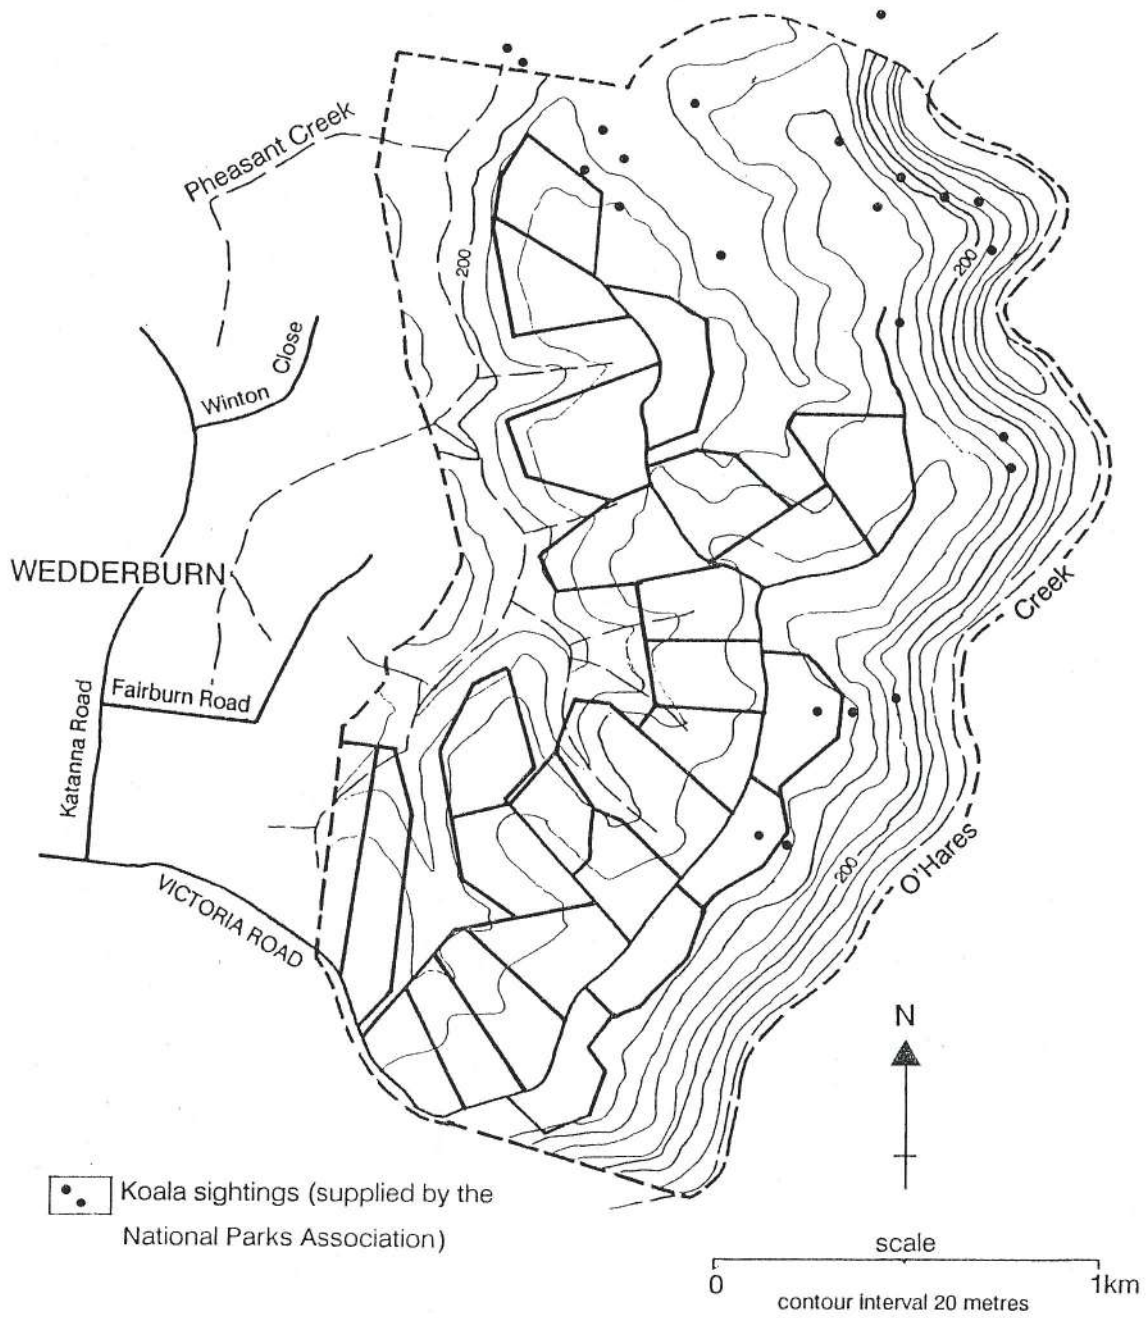 Pheasant Creek
200
200
Winton Close
WEDDERBURN
Creek
Fairburn Road
Katanna Road
O'Hares
200
VICTORIA ROAD
N
Koala sightings (supplied by the
National Parks Association)
scale
0 1km
contour interval 20 metres